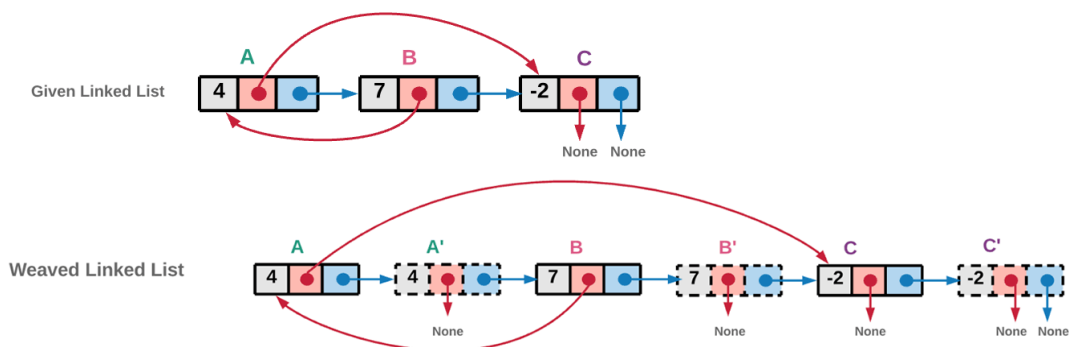 A B C
Given Linked List 4 7 -2
None None
A A' B B' C C'
Weaved Linked List 4 4 7 7 -2 -2
None None None None None